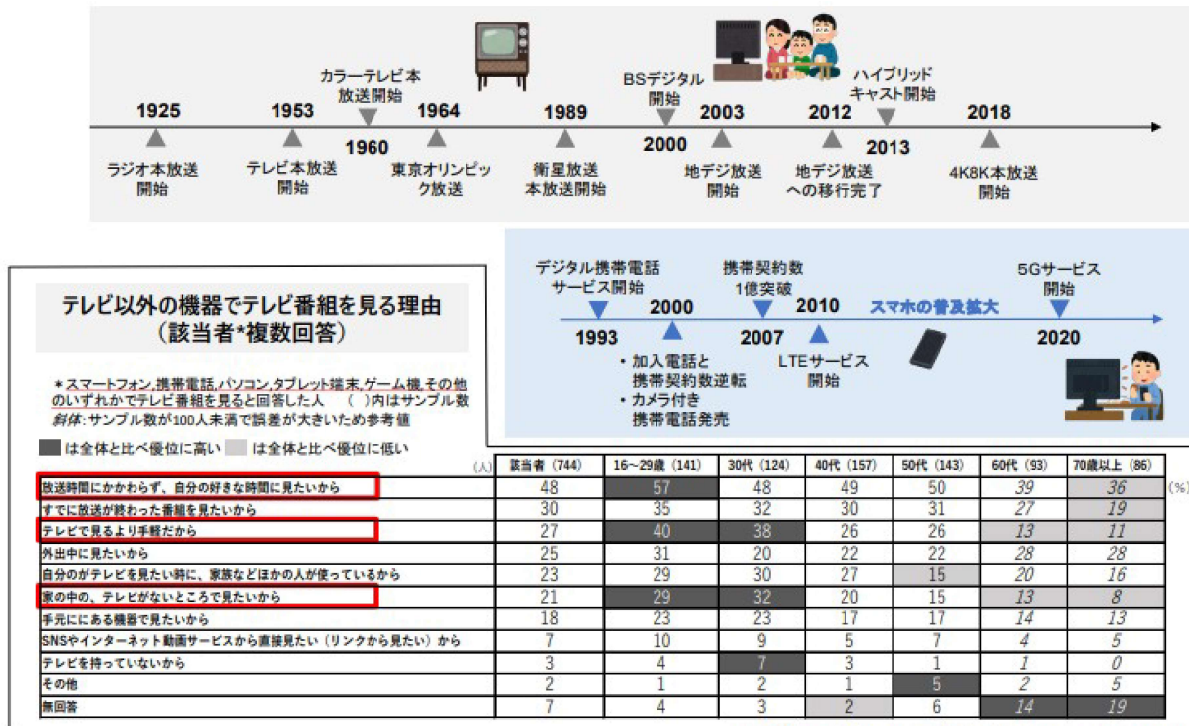 カラーテレビ本
放送開始
BSデジタル
開始
ハイブリッド
キャスト開始
1925
1953
1964
1989
2003
2012
2018
1960
2000
2013
ラジオ本放送
開始
テレビ本放送
開始
東京オリンピッ
ク放送
衛星放送
本放送開始
地デジ放送
開始
地デジ放送
への移行完了
4K8K本放送
開始
デジタル携帯電話
サービス開始
携帯契約数
1億突破
5Gサービス
開始
2000
2010
スマホの普及拡大
1993
2007
2020
・加入電話と
携帯契約数逆転
・カメラ付き
携帯電話発売
LTEサービス
開始
テレビ以外の機器でテレビ番組を見る理由
(該当者*複数回答)
*スマートフォン,携帯電話,パソコン,タブレット端末,ゲーム機,その他
のいずれかでテレビ番組を見ると回答した人 ( )内はサンプル数
斜体:サンプル数が100人未満で誤差が大きいため参考値
は全体と比べ優位に高い は全体と比べ優位に低い
(人) 該当者(744) 16~29歳(141) 30代(124) 40代(157) 50代(143) 60代(93) 70歳以上(86)
放送時間にかかわらず、自分の好きな時間に見たいから 48 57 48 49 50 39 36 (%)
すでに放送が終わった番組を見たいから 30 35 32 30 31 27 19
テレビで見るより手軽だから 27 40 38 26 26 13 11
外出中に見たいから 25 31 20 22 22 28 28
自分のがテレビを見たい時に、家族などほかの人が使っているから 23 29 30 27 15 20 16
家の中の、テレビがないところで見たいから 21 29 32 20 15 13 8
手元ににある機器で見たいから 18 23 23 17 17 14 13
SNSやインターネット動画サービスから直接見たい(リンクから見たい)から 7 10 9 5 7 4 5
テレビを持っていないから 3 4 7 3 1 1 0
その他 2 1 2 1 5 2 5
無回答 7 4 3 2 6 14 19